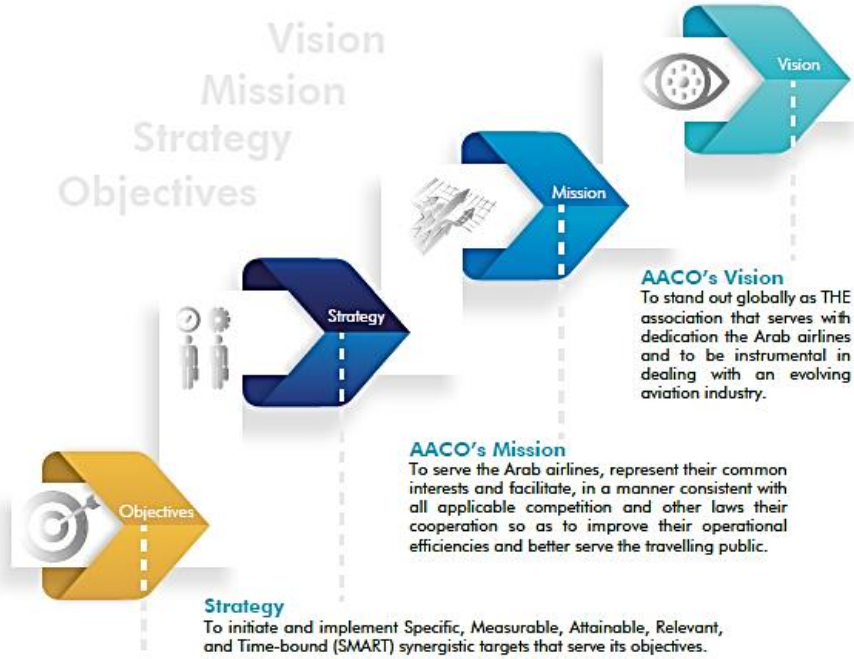 Vision
Mission
Strategy
Objectives
Vision
Mission
Strategy
Objectives
AACO's Vision
To stand out globally as THE
association that serves with
dedication the Arab airlines
and to be instrumental in
dealing with an evolving
aviation industry.
AACO's Mission
To serve the Arab airlines, represent their common
interests and facilitate, in a manner consistent with
all applicable competition and other laws their
cooperation so as to improve their operational
efficiencies and better serve the travelling public.
Strategy
To initiate and implement Specific, Measurable, Attainable, Relevant,
and Time-bound (SMART) synergistic targets that serve its objectives.